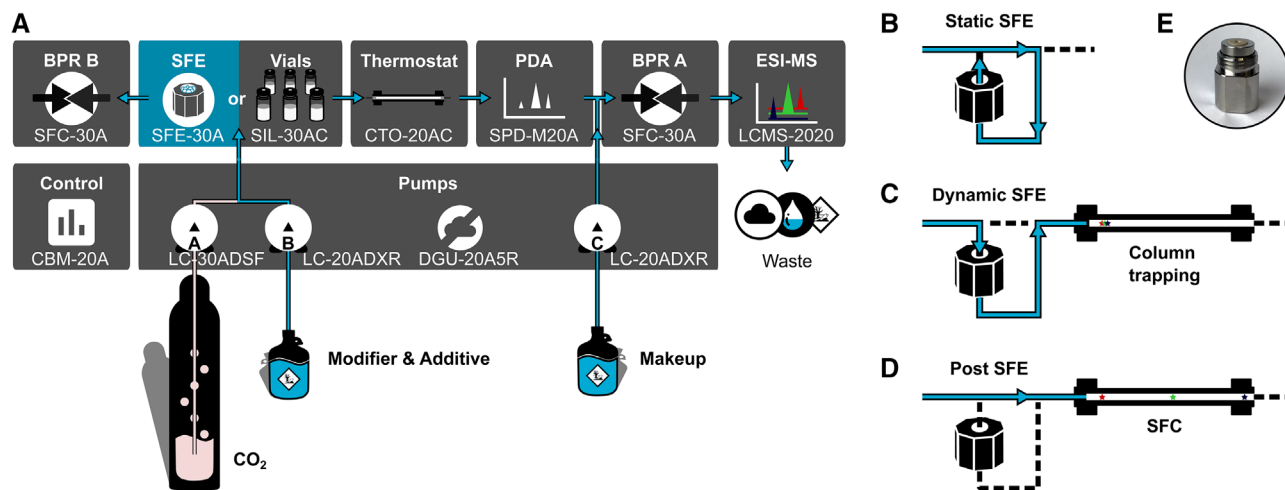 A
BPR B
SFC-30A
SFE
or
SFE-30A
Vials
SIL-30AC
Thermostat
CTO-20AC
PDA
SPD-M20A
BPR A
SFC-30A
ESI-MS
LCMS-2020
Control
CBM-20A
Pumps
A
LC-30ADSF
B
LC-20ADXR
DGU-20A5R
C
LC-20ADXR
Waste
Modifier & Additive
Makeup
CO₂
B
Static SFE
E
C
Dynamic SFE
Column
trapping
D
Post SFE
SFC